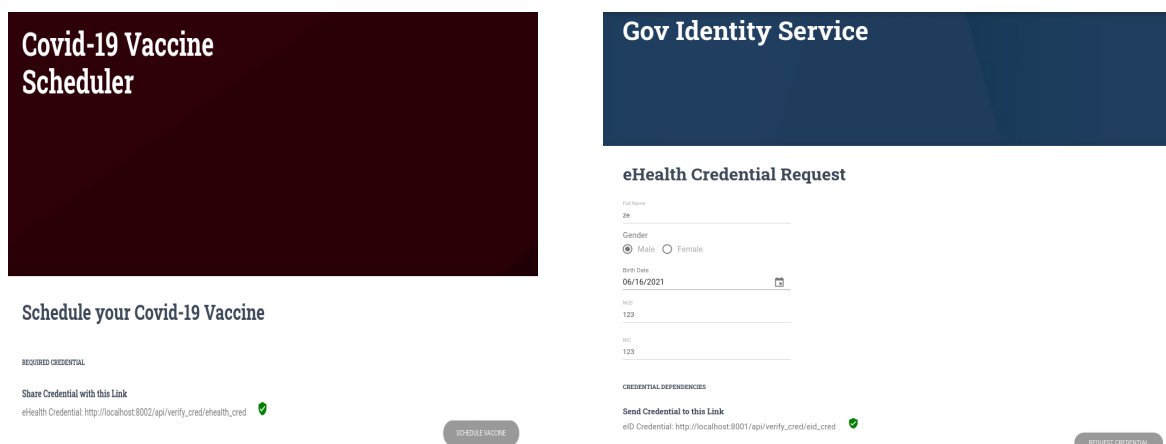 Covid-19 Vaccine
Scheduler
Schedule your Covid-19 Vaccine
REQUIRED CREDENTIAL
Share Credential with this Link
eHealth Credential: http://localhost:8002/api/verify_cred/ehealth_cred
SCHEDULE VACCINE
Gov Identity Service
eHealth Credential Request
Full Name
ze
Gender
Male Female
Birth Date
06/16/2021
123
NIC
123
CREDENTIAL DEPENDENCIES
Send Credential to this Link
eID Credential: http://localhost:8001/api/verify_cred/eid_cred
REQUEST CREDENTIAL